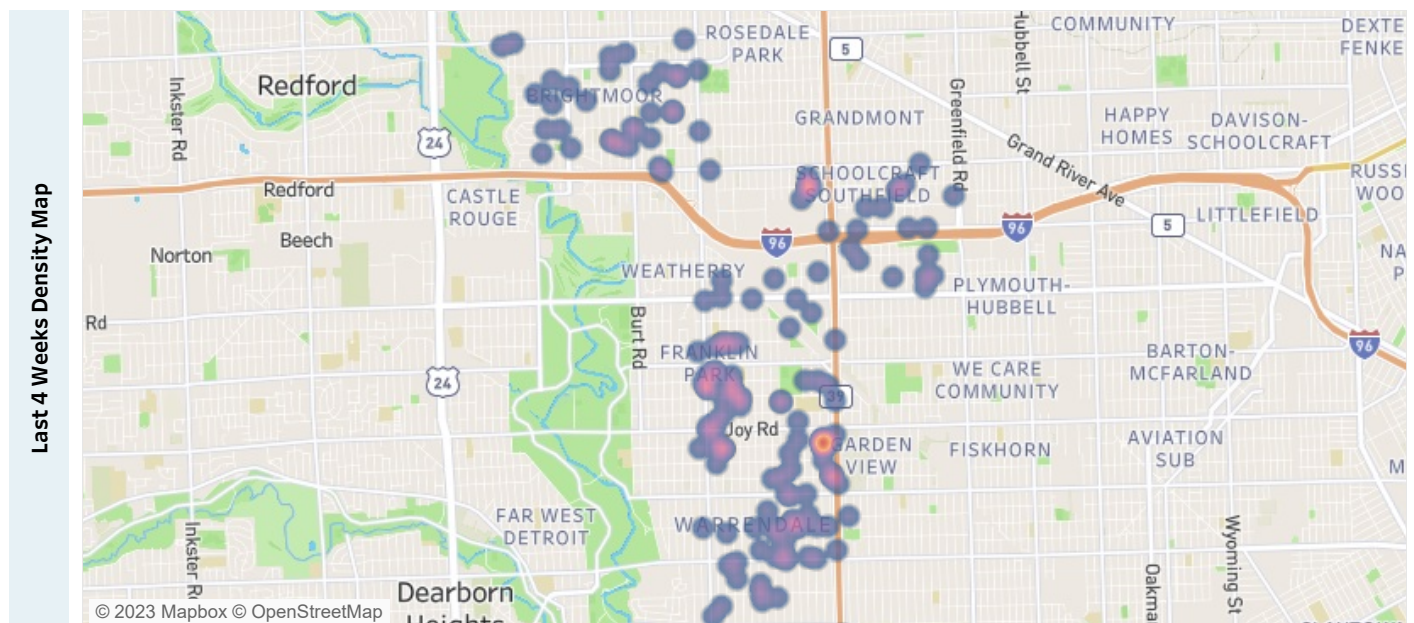 Last 4 Weeks Density Map
Hubbell St
COMMUNITY
DEXTE
FENKE
ROSEDALE
PARK
5
Redford
Inkster Rd
BRIGHTMOOR
Greenfield Rd
GRANDMONT
HAPPY
HOMES
DAVISON-
SCHOOLCRAFT
24
Grand River Ave
SCHOOLCRAFT
SOUTHFIELD
RUSS
WOO
Redford
CASTLE
ROUGE
LITTLEFIELD
5
96
96
Beech
Norton
NA
P
WEATHERBY
PLYMOUTH-
HUBBELL
Rd
Burt Rd
96
FRANKLIN
PARK
BARTON-
MCFARLAND
WE CARE
COMMUNITY
24
39
Joy Rd
GARDEN
VIEW
FISKHORN
AVIATION
SUB
M
FAR WEST
DETROIT
WARRENDALE
Inkster R
Wyoming St
Oakma
Dearborn
Heights
© 2023 Mapbox © OpenStreetMap